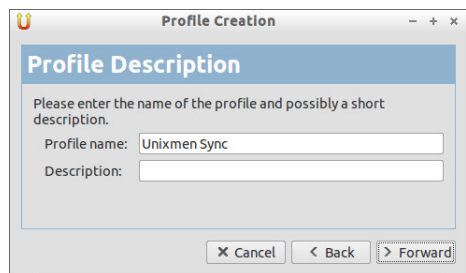 Profile Creation
Profile Description
Please enter the name of the profile and possibly a short
description.
Profile name: Unixmen Sync
Description:
Cancel Back Forward